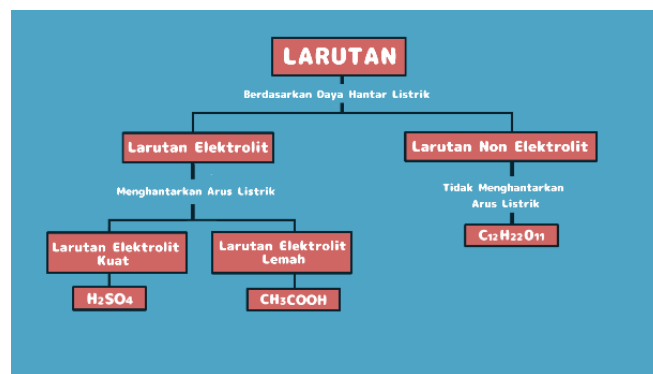 LARUTAN
Berdasarkan Daya Hantar Listrik
Larutan Elektrolit
Larutan Non Elektrolit
Menghantarkan Arus Listrik
Tidak Menghantarkan
Arus Listrik
Larutan Elektrolit
Kuat
Larutan Elektrolit
Lemah
C₁₂H₂₂O₁₁
H₂SO₄
CH₃COOH